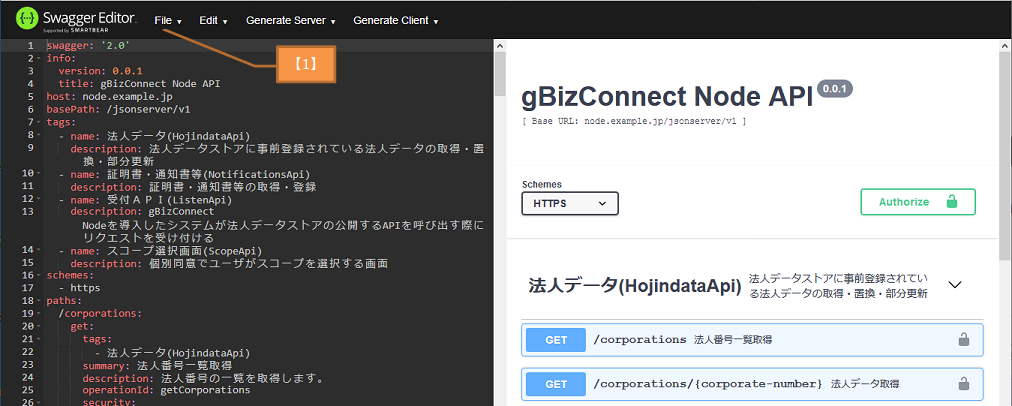 Swagger Editor.
Supported by SMARTBEAR
File Edit Generate Server Generate Client
【1】
1 swagger: '2.0'
2 info:
3 version: 0.0.1
4 title: gBizConnect Node API
5 host: node.example.jp
6 basePath: /jsonserver/v1
7 tags:
8 - name: 法人データ(HojindataApi)
9 description: 法人データストアに事前登録されている法人データの取得・置
換・部分更新
10 - name: 証明書・通知書等(NotificationsApi)
11 description: 証明書・通知書等の取得・登録
12 - name: 受付ＡＰＩ(ListenApi)
13 description: gBizConnect
Nodeを導入したシステムが法人データストアの公開するAPIを呼び出す際に
リクエストを受け付ける
14 - name: スコープ選択画面(ScopeApi)
15 description: 個別同意でユーザがスコープを選択する画面
16 schemes:
17 - https
18 paths:
19 /corporations:
20 get:
21 tags:
22 - 法人データ(HojindataApi)
23 summary: 法人番号一覧取得
24 description: 法人番号の一覧を取得します。
25 operationId: getCorporations
26 security:
gBizConnect Node API 0.0.1
[ Base URL: node.example.jp/jsonserver/v1 ]
Schemes
HTTPS
Authorize
法人データ(HojindataApi)
法人データストアに事前登録されてい
る法人データの取得・置換・部分更新
GET /corporations 法人番号一覧取得
GET /corporations/{corporate-number} 法人データ取得